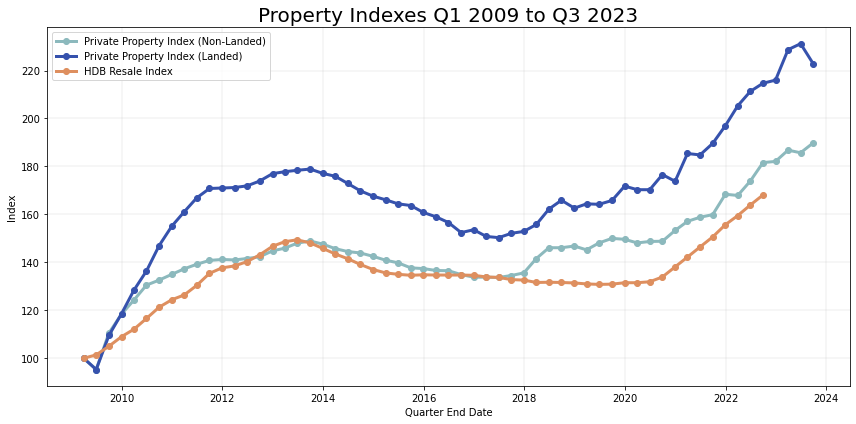 Property Indexes Q1 2009 to Q3 2023
Private Property Index (Non-Landed)
Private Property Index (Landed)
HDB Resale Index
220
200
180
160
140
120
100
Index
2010 2012 2014 2016 2018 2020 2022 2024
Quarter End Date